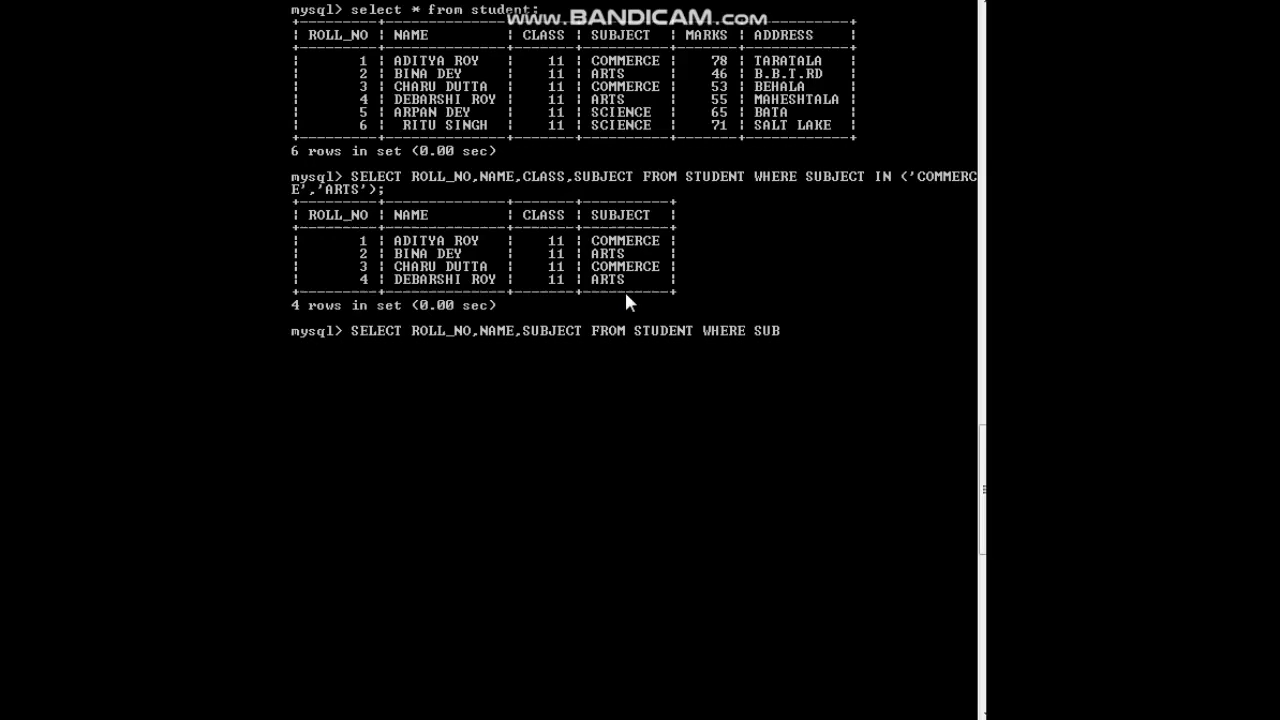 mysql> select * from student;
www.BANDICAM.com
ROLL_NO | NAME | CLASS | SUBJECT | MARKS | ADDRESS
1 | ADITYA ROY | 11 | COMMERCE | 78 | TARATALA
2 | BINA DEY | 11 | ARTS | 46 | B.B.T.RD
3 | CHARU DUTTA | 11 | COMMERCE | 53 | BEHALA
4 | DEBARSHI ROY | 11 | ARTS | 55 | MAHESHTALA
5 | ARPAN DEY | 11 | SCIENCE | 65 | BATA
6 | RITU SINGH | 11 | SCIENCE | 71 | SALT LAKE
6 rows in set (0.00 sec)
mysql> SELECT ROLL_NO,NAME,CLASS,SUBJECT FROM STUDENT WHERE SUBJECT IN ('COMMERC
E','ARTS');
ROLL_NO | NAME | CLASS | SUBJECT
1 | ADITYA ROY | 11 | COMMERCE
2 | BINA DEY | 11 | ARTS
3 | CHARU DUTTA | 11 | COMMERCE
4 | DEBARSHI ROY | 11 | ARTS
4 rows in set (0.00 sec)
mysql> SELECT ROLL_NO,NAME,SUBJECT FROM STUDENT WHERE SUB